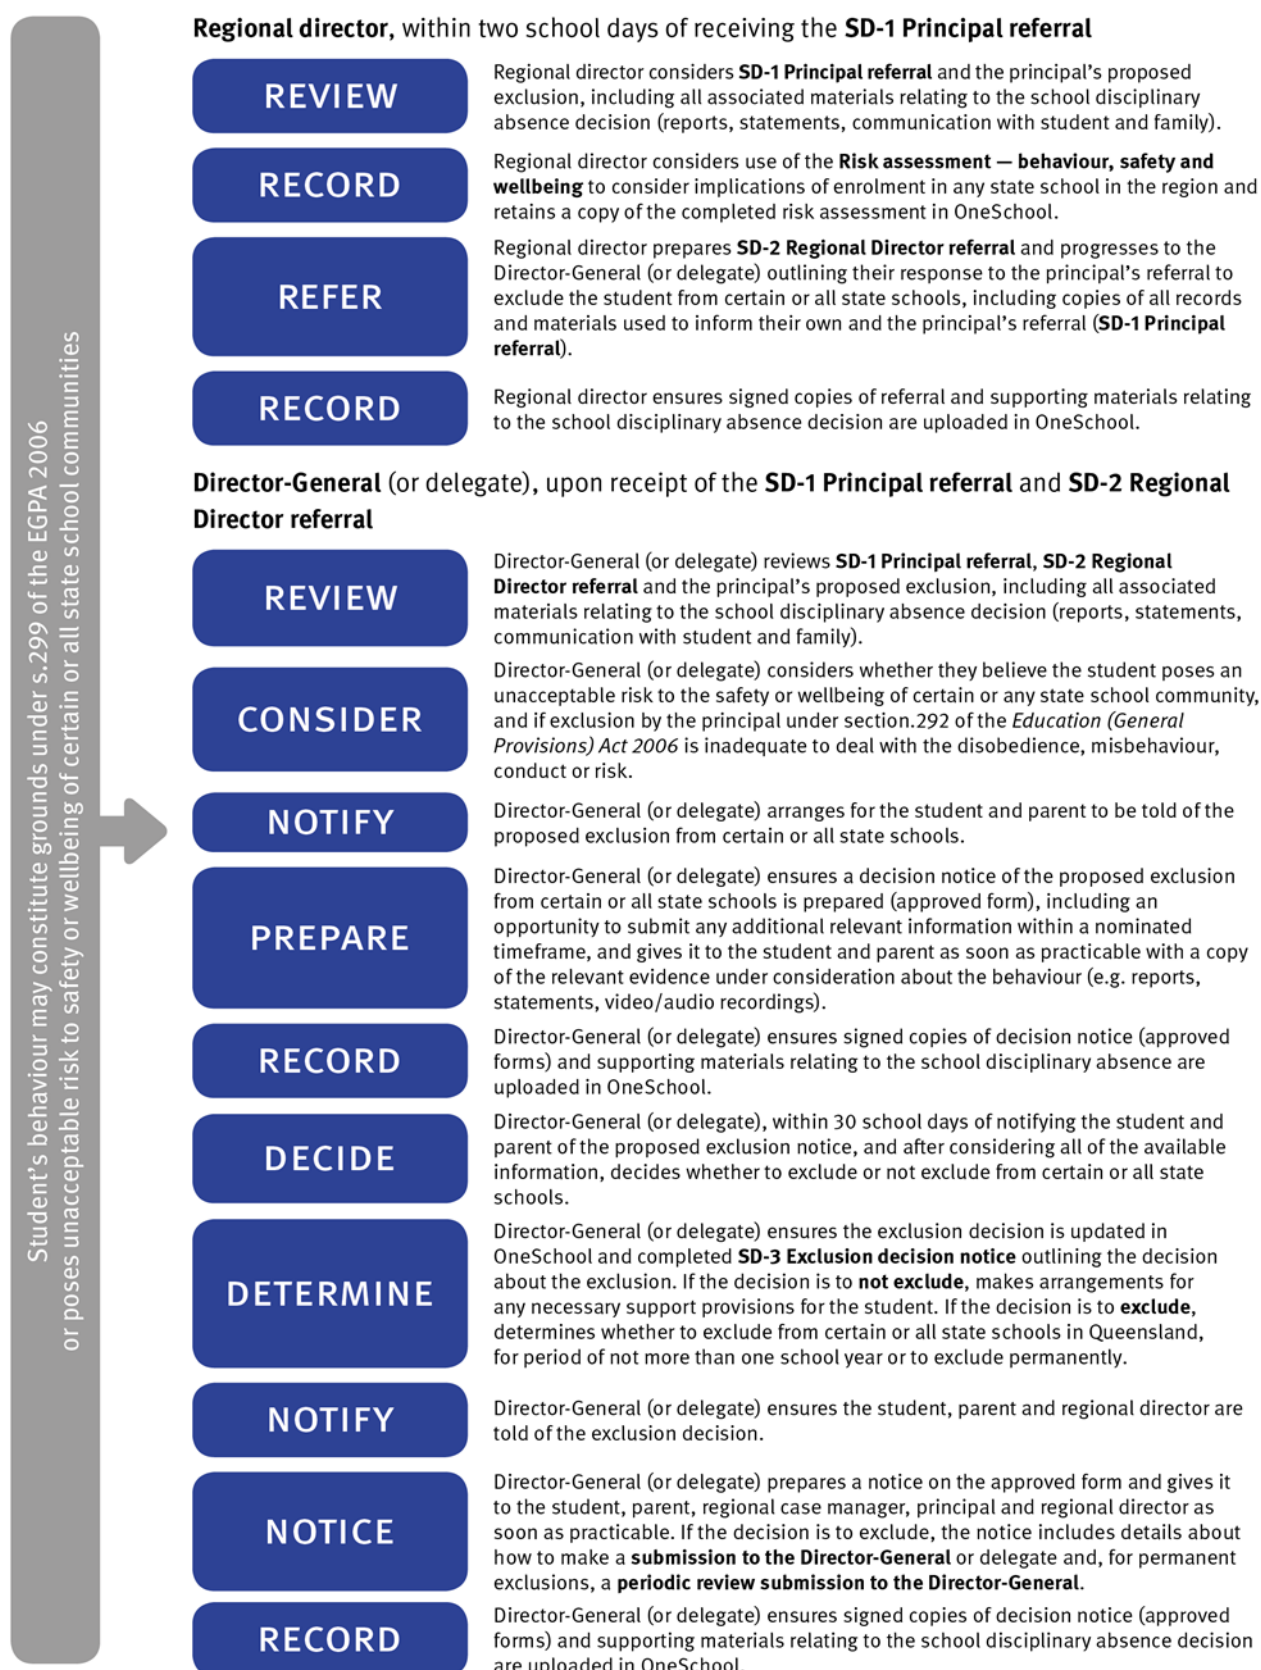 Student's behaviour may constitute grounds under s.299 of the EGPA 2006
or poses unacceptable risk to safety or wellbeing of certain or all state school communities
Regional director, within two school days of receiving the SD-1 Principal referral
REVIEW
Regional director considers SD-1 Principal referral and the principal's proposed
exclusion, including all associated materials relating to the school disciplinary
absence decision (reports, statements, communication with student and family).
RECORD
Regional director considers use of the Risk assessment — behaviour, safety and
wellbeing to consider implications of enrolment in any state school in the region and
retains a copy of the completed risk assessment in OneSchool.
REFER
Regional director prepares SD-2 Regional Director referral and progresses to the
Director-General (or delegate) outlining their response to the principal's referral to
exclude the student from certain or all state schools, including copies of all records
and materials used to inform their own and the principal's referral (SD-1 Principal
referral).
RECORD
Regional director ensures signed copies of referral and supporting materials relating
to the school disciplinary absence decision are uploaded in OneSchool.
Director-General (or delegate), upon receipt of the SD-1 Principal referral and SD-2 Regional
Director referral
REVIEW
Director-General (or delegate) reviews SD-1 Principal referral, SD-2 Regional
Director referral and the principal's proposed exclusion, including all associated
materials relating to the school disciplinary absence decision (reports, statements,
communication with student and family).
CONSIDER
Director-General (or delegate) considers whether they believe the student poses an
unacceptable risk to the safety or wellbeing of certain or any state school community,
and if exclusion by the principal under section.292 of the Education (General
Provisions) Act 2006 is inadequate to deal with the disobedience, misbehaviour,
conduct or risk.
NOTIFY
Director-General (or delegate) arranges for the student and parent to be told of the
proposed exclusion from certain or all state schools.
PREPARE
Director-General (or delegate) ensures a decision notice of the proposed exclusion
from certain or all state schools is prepared (approved form), including an
opportunity to submit any additional relevant information within a nominated
timeframe, and gives it to the student and parent as soon as practicable with a copy
of the relevant evidence under consideration about the behaviour (e.g. reports,
statements, video/audio recordings).
RECORD
Director-General (or delegate) ensures signed copies of decision notice (approved
forms) and supporting materials relating to the school disciplinary absence are
uploaded in OneSchool.
DECIDE
Director-General (or delegate), within 30 school days of notifying the student and
parent of the proposed exclusion notice, and after considering all of the available
information, decides whether to exclude or not exclude from certain or all state
schools.
DETERMINE
Director-General (or delegate) ensures the exclusion decision is updated in
OneSchool and completed SD-3 Exclusion decision notice outlining the decision
about the exclusion. If the decision is to not exclude, makes arrangements for
any necessary support provisions for the student. If the decision is to exclude,
determines whether to exclude from certain or all state schools in Queensland,
for period of not more than one school year or to exclude permanently.
NOTIFY
Director-General (or delegate) ensures the student, parent and regional director are
told of the exclusion decision.
NOTICE
Director-General (or delegate) prepares a notice on the approved form and gives it
to the student, parent, regional case manager, principal and regional director as
soon as practicable. If the decision is to exclude, the notice includes details about
how to make a submission to the Director-General or delegate and, for permanent
exclusions, a periodic review submission to the Director-General.
RECORD
Director-General (or delegate) ensures signed copies of decision notice (approved
forms) and supporting materials relating to the school disciplinary absence decision
are uploaded in OneSchool.